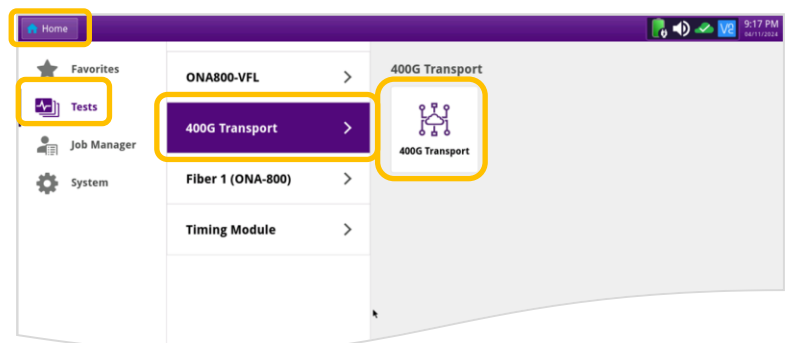 Home
9:17 PM
04/11/2024
Favorites
Tests
Job Manager
System
ONA800-VFL
400G Transport
Fiber 1 (ONA-800)
Timing Module
400G Transport
400G Transport